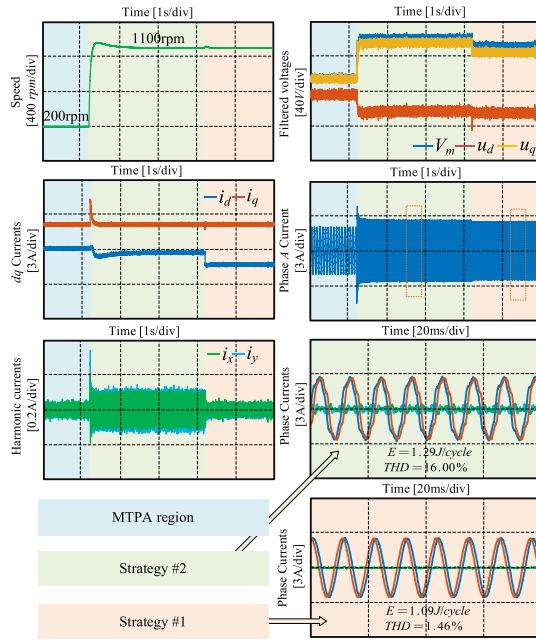 Time [1s/div]
Speed
[400 rpm/div]
1100rpm
200rpm
Time [1s/div]
Filtered voltages
[40V/div]
V_m u_d u_q
Time [1s/div]
dq Currents
[3A/div]
i_d i_q
Time [1s/div]
Phase A Current
[3A/div]
Time [1s/div]
Harmonic currents
[0.2A/div]
i_x i_y
Time [20ms/div]
Phase Currents
[3A/div]
E = 1.29J/cycle
THD = 16.00%
MTPA region
Strategy #2
Strategy #1
Time [20ms/div]
Phase Currents
[3A/div]
E = 1.09J/cycle
THD = 1.46%